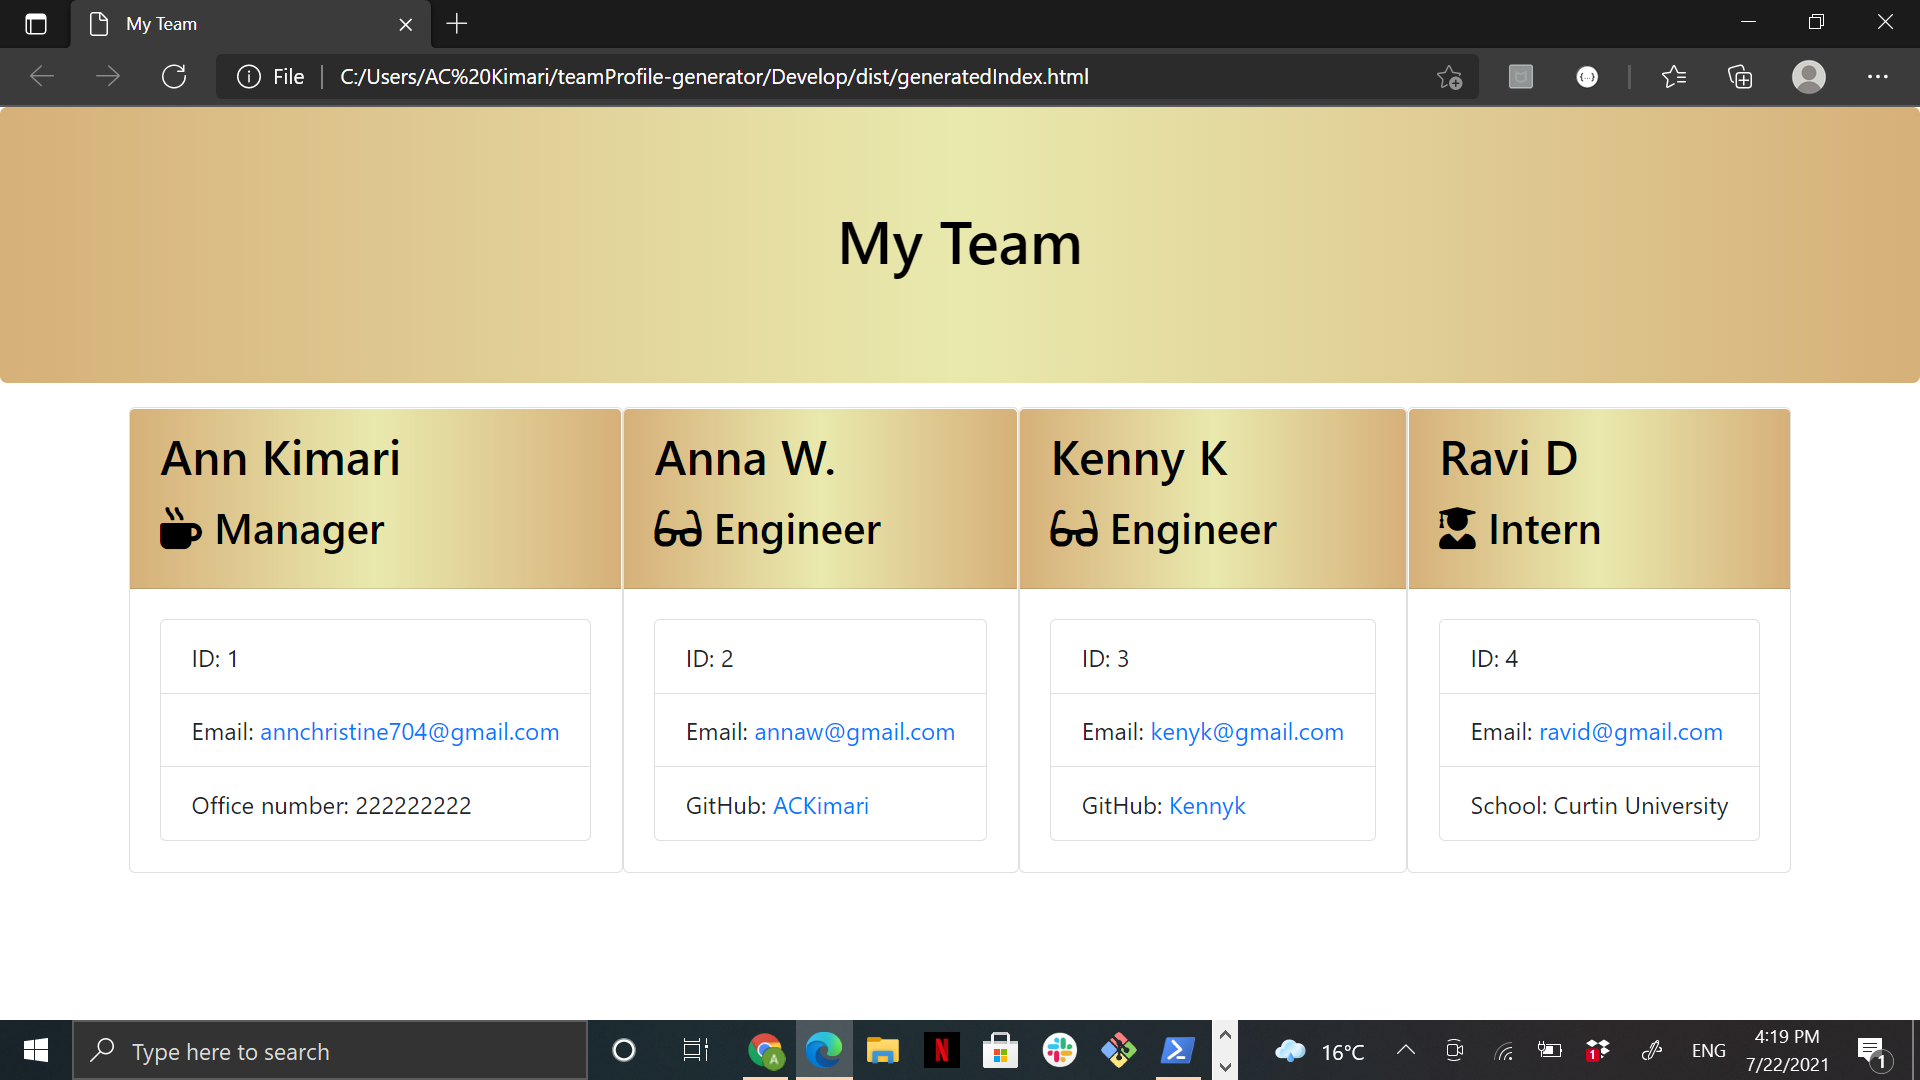 My Team
File
C:/Users/AC%20Kimari/teamProfile-generator/Develop/dist/generatedIndex.html
My Team
Ann Kimari
Manager
ID: 1
Email: annchristine704@gmail.com
Office number: 222222222
Anna W.
Engineer
ID: 2
Email: annaw@gmail.com
GitHub: ACKimari
Kenny K
Engineer
ID: 3
Email: kenyk@gmail.com
GitHub: Kennyk
Ravi D
Intern
ID: 4
Email: ravid@gmail.com
School: Curtin University
Type here to search
A
N
16°C
1
ENG
4:19 PM
7/22/2021
1